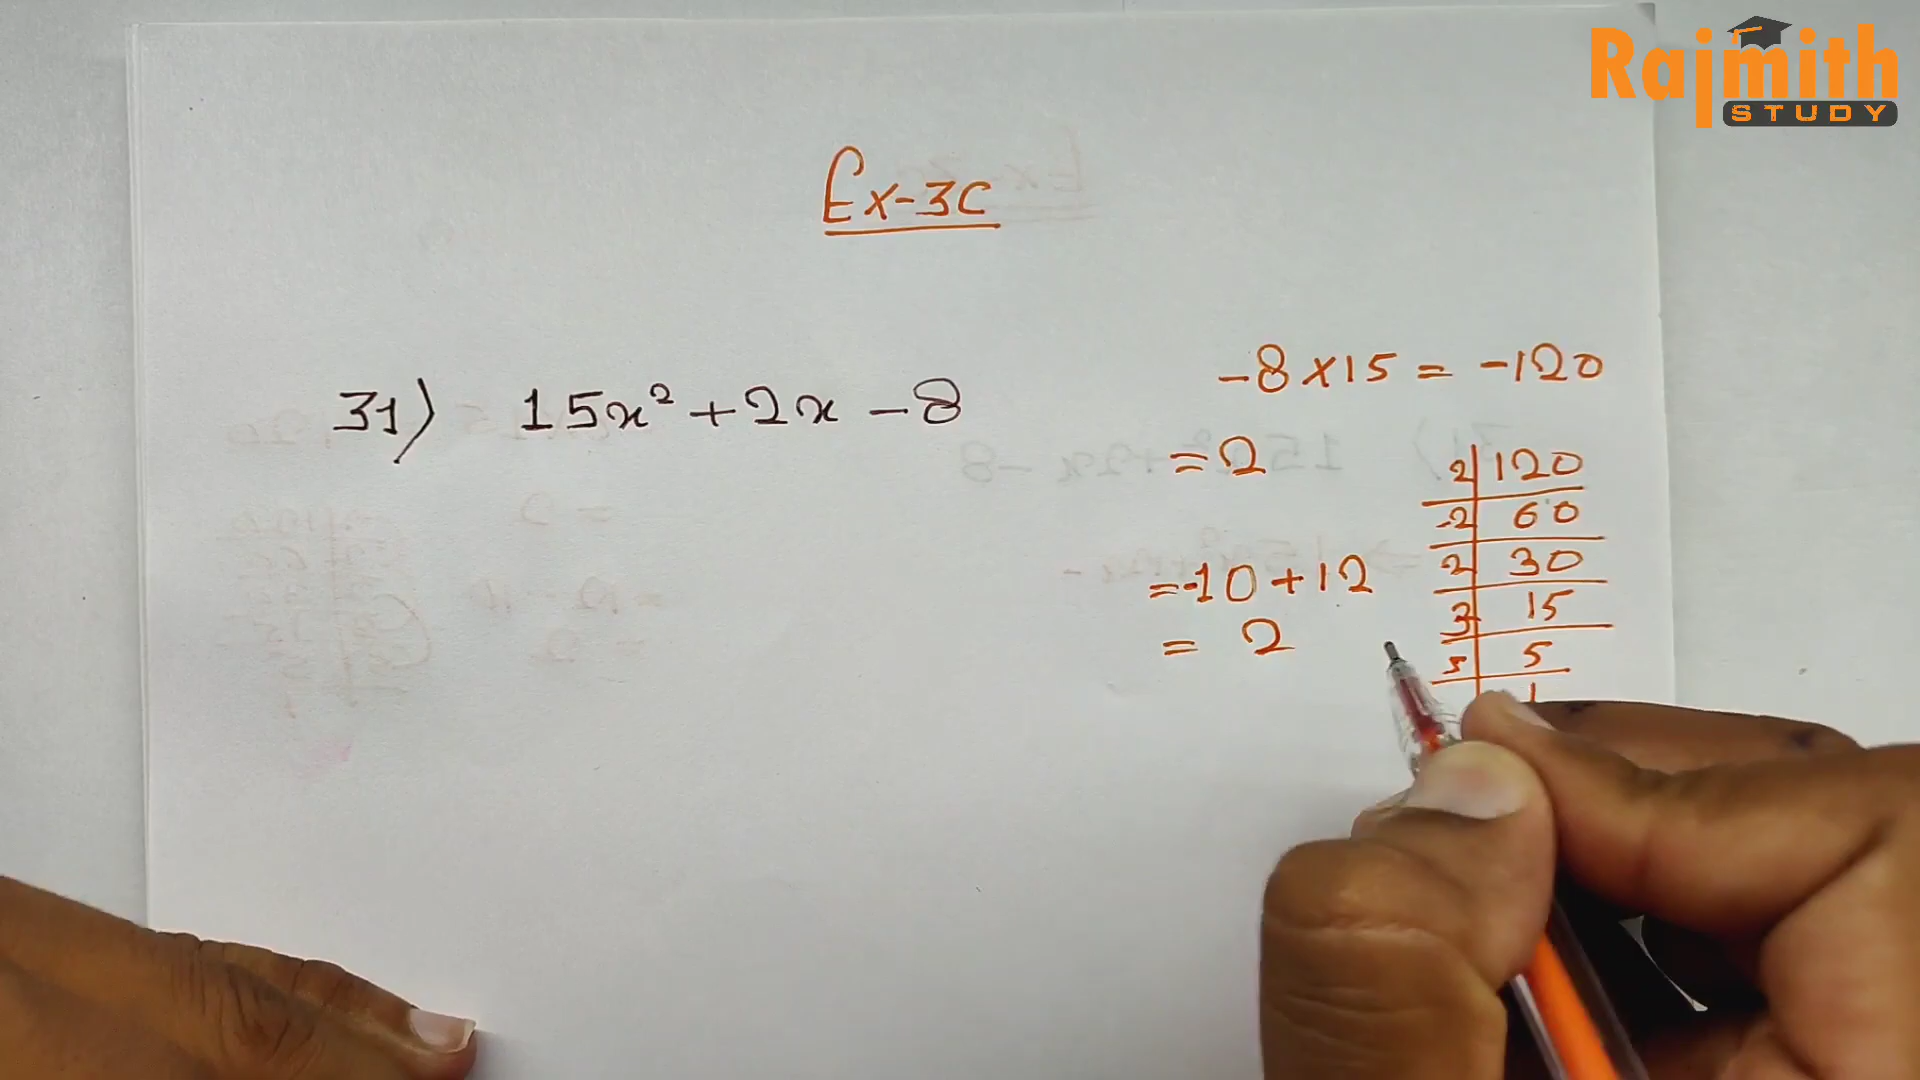 Rajmith
STUDY
Ex-3C
31) 15x² + 2x - 8
-8 × 15 = -120
= 2
= -10 + 12
= 2
2 | 120
2 | 60
2 | 30
3 | 15
5 | 5
1